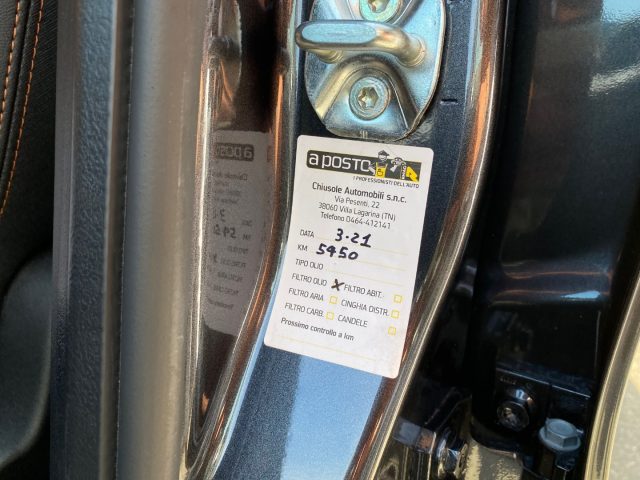 a posto
I PROFESSIONISTI DELL'AUTO
Chiusole Automobili s.n.c.
Via Pesenti, 22
38060 Villa Lagarina (TN)
Telefono 0464-412141
DATA 3-21
KM 5450
TIPO OLIO
FILTRO OLIO x FILTRO ABIT.
FILTRO ARIA CINGHIA DISTR.
FILTRO CARB. CANDELE
Prossimo controllo a km